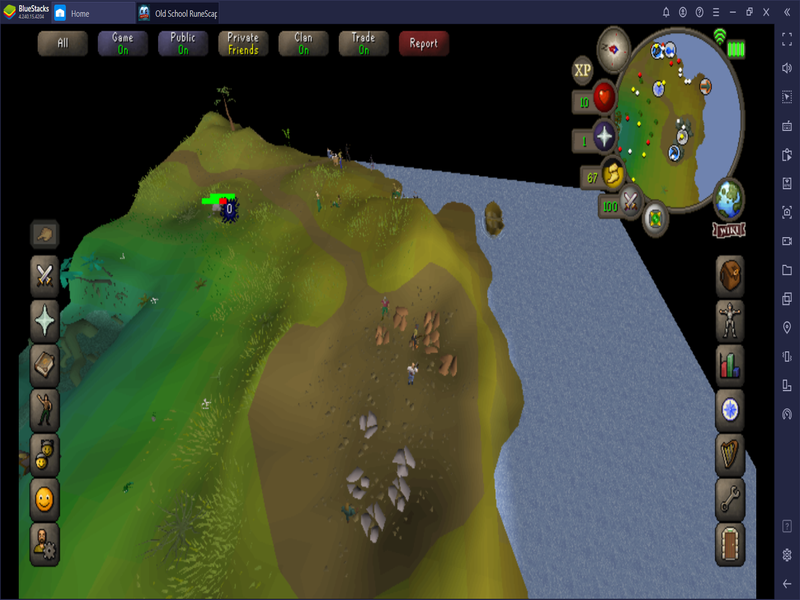 BlueStacks
4.240.15.4204
Home
Old School RuneScap
All
Game
On
Public
On
Private
Friends
Clan
On
Trade
On
Report
XP
10
1
67
100
WIKI
0